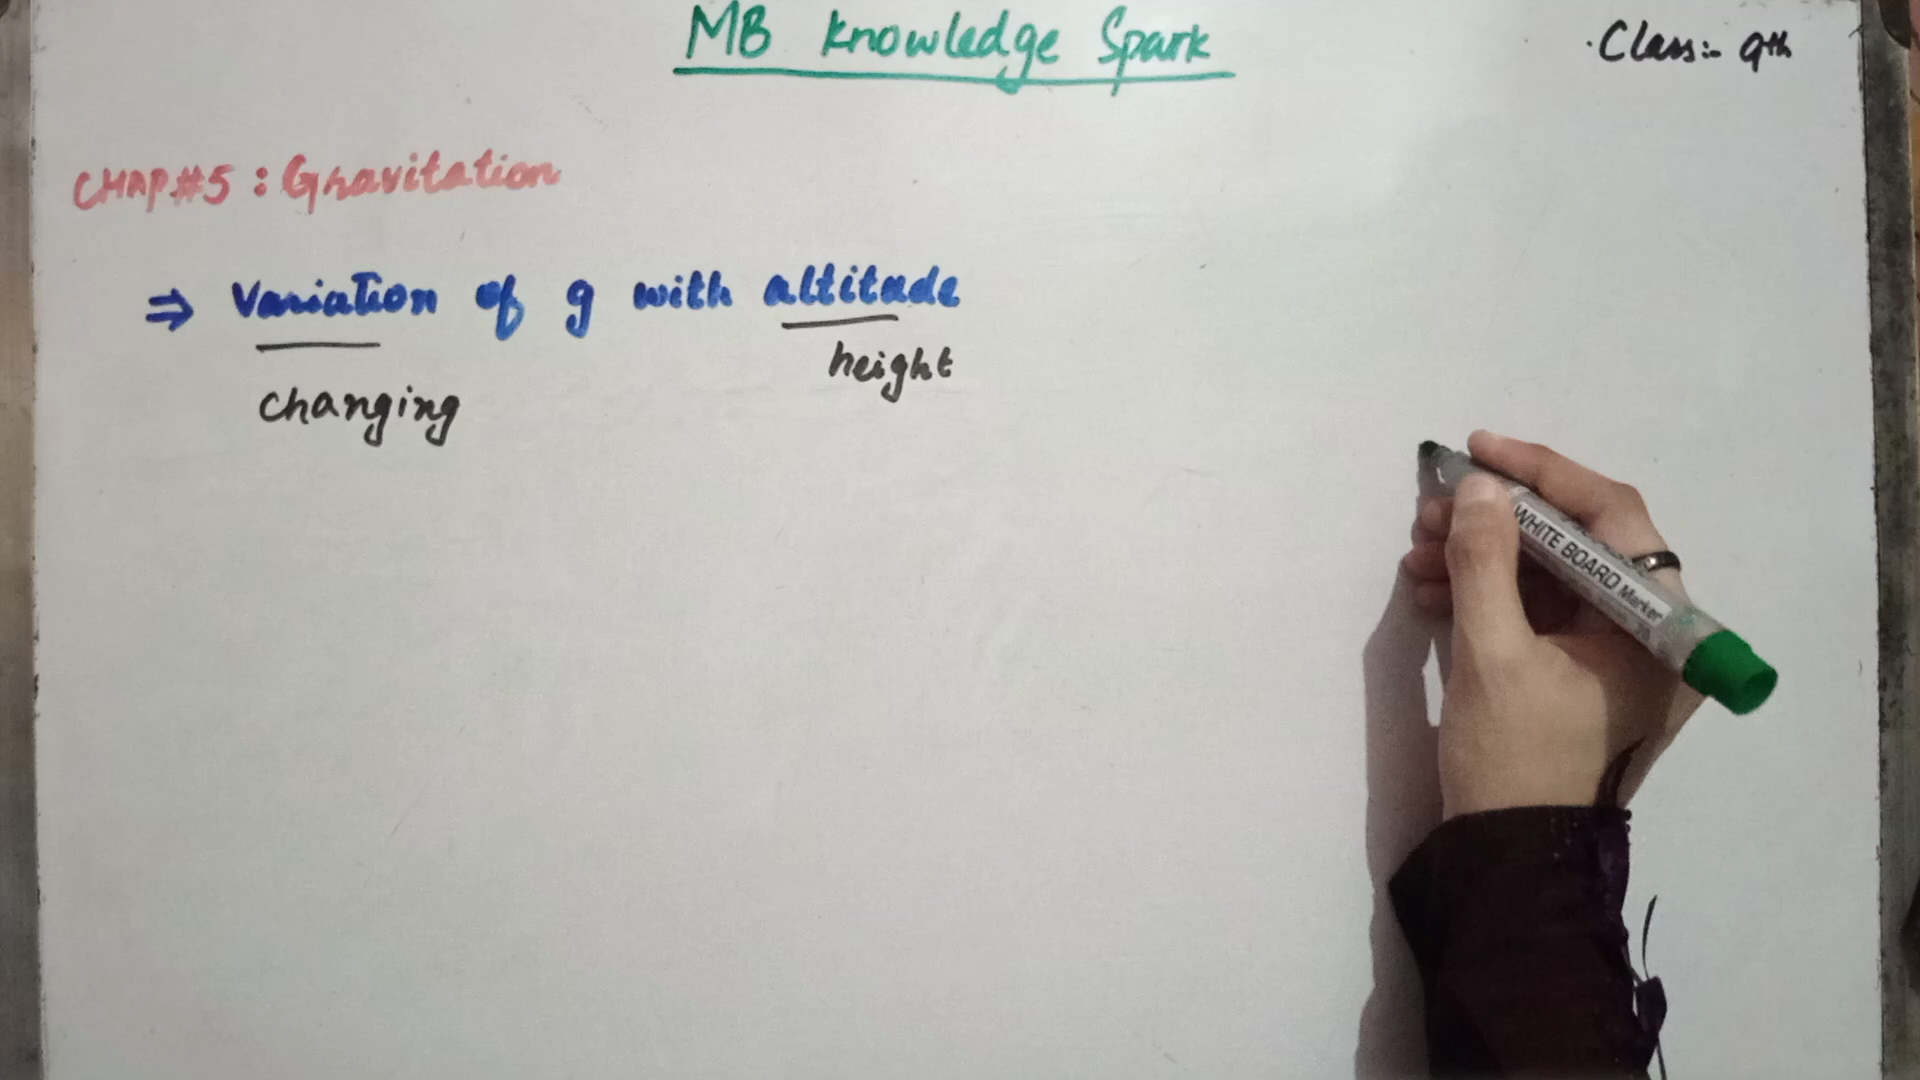 MB Knowledge Spark
Class:- 9th
CHAP#5 : Gravitation
⇒ Variation of g with altitude
height
changing
WHITE BOARD Marker